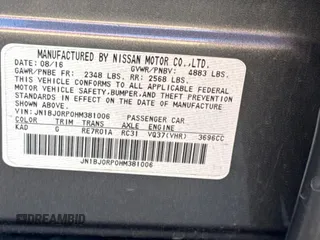 MANUFACTURED BY NISSAN MOTOR CO.,LTD.
DATE: 08/16 GVWR/PNBV: 4883 LBS.
GAWR/PNBE FR: 2348 LBS. RR: 2568 LBS.
THIS VEHICLE CONFORMS TO ALL APPLICABLE FEDERAL
MOTOR VEHICLE SAFETY,BUMPER,AND THEFT PREVENTION
STANDARDS IN EFFECT ON THE DATE OF MANUFACTURE
SHOWN ABOVE.
VIN:JN1BJ0RP0HM381006 PASSENGER CAR
COLOR TRIM TRANS AXLE ENGINE
KAD G RE7R01A RC31 VQ37(VHR) 3696CC
JN1BJ0RP0HM381006
DREAMBID